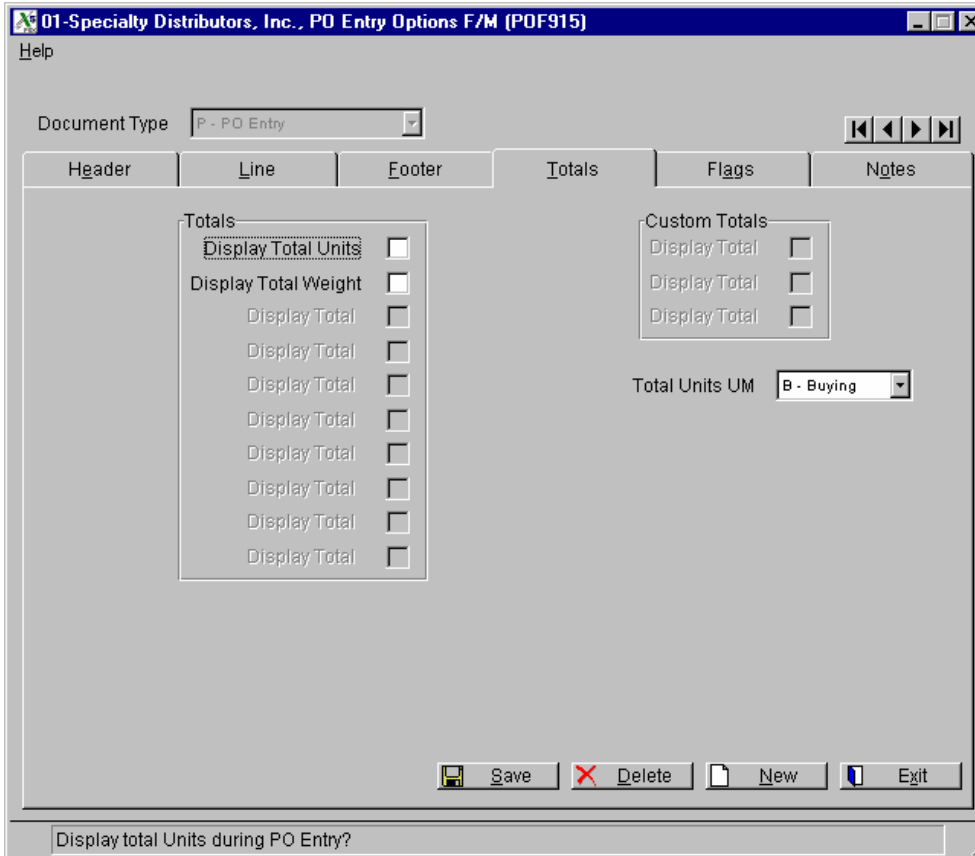 01-Specialty Distributors, Inc., PO Entry Options F/M (POF915)
Help
Document Type P - PO Entry
Header Line Footer Totals Flags Notes
Totals Custom Totals
Display Total Units Display Total
Display Total Weight Display Total
Display Total Display Total
Display Total
Display Total Total Units UM B - Buying
Display Total
Display Total
Display Total
Display Total
Display Total
Save Delete New Exit
Display total Units during PO Entry?